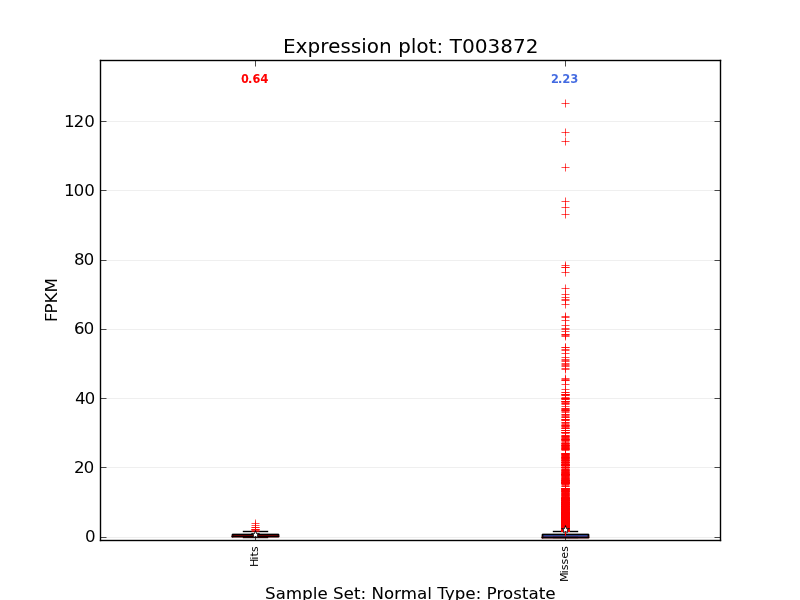 Expression plot: T003872
0.64
2.23
120
100
80
60
40
20
0
FPKM
Hits
Misses
Sample Set: Normal Type: Prostate